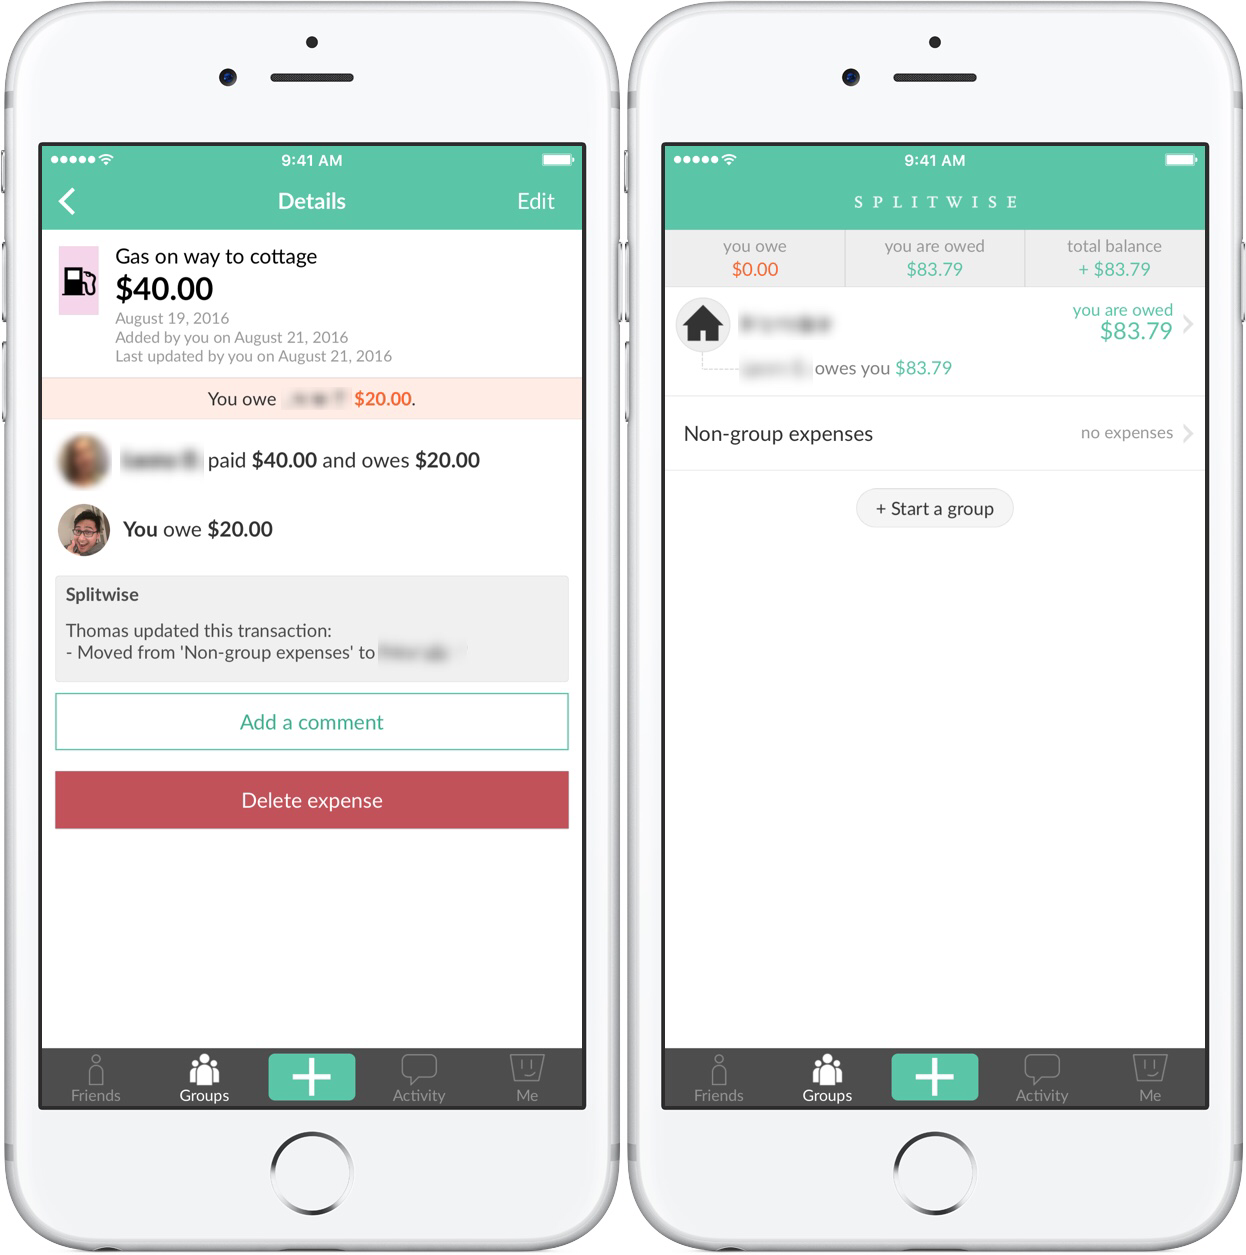 9:41 AM
Details
Edit
Gas on way to cottage
$40.00
August 19, 2016
Added by you on August 21, 2016
Last updated by you on August 21, 2016
You owe $20.00.
paid $40.00 and owes $20.00
You owe $20.00
Splitwise
Thomas updated this transaction:
- Moved from 'Non-group expenses' to
Add a comment
Delete expense
Friends
Groups
Activity
Me
9:41 AM
SPLITWISE
you owe
$0.00
you are owed
$83.79
total balance
+ $83.79
you are owed
$83.79
owes you $83.79
Non-group expenses
no expenses
+ Start a group
Friends
Groups
Activity
Me